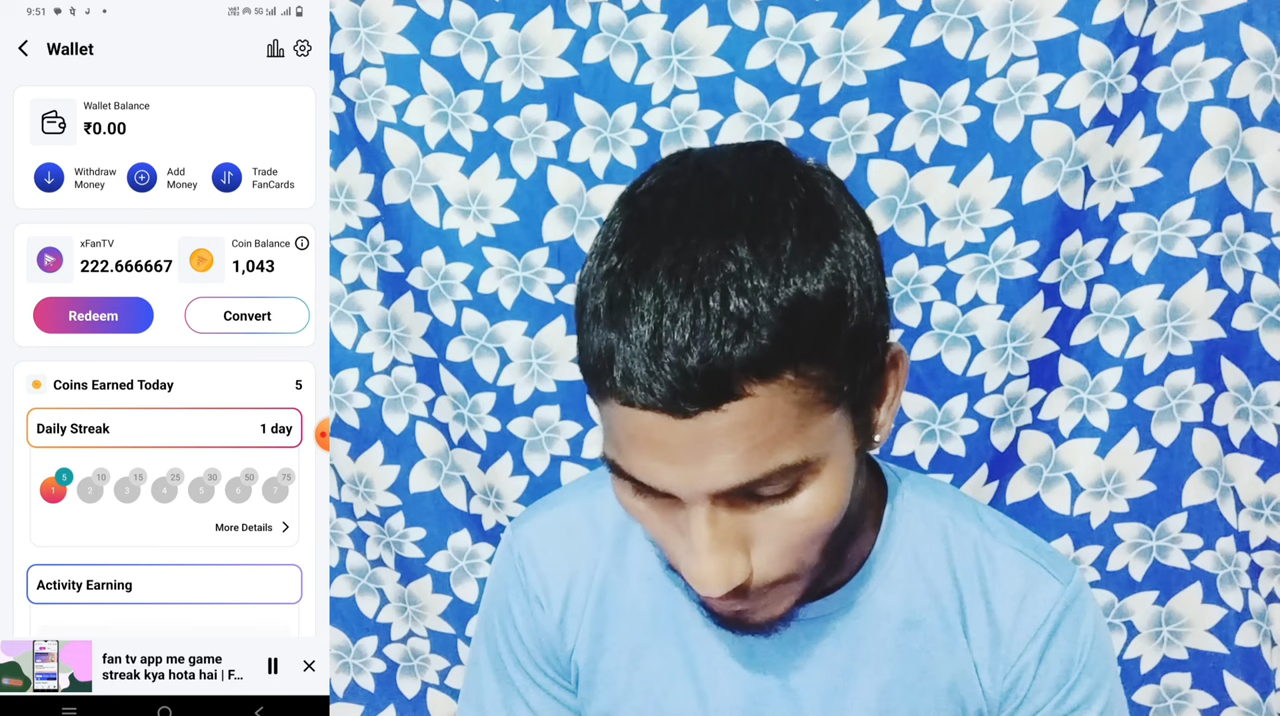 9:51
5G
Wallet
Wallet Balance
₹0.00
Withdraw Money
Add Money
Trade FanCards
xFanTV
222.666667
Coin Balance
1,043
Redeem
Convert
Coins Earned Today 5
Daily Streak 1 day
5 10 15 25 30 50 75
1 2 3 4 5 6 7
More Details
Activity Earning
fan tv app me game
streak kya hota hai | F...